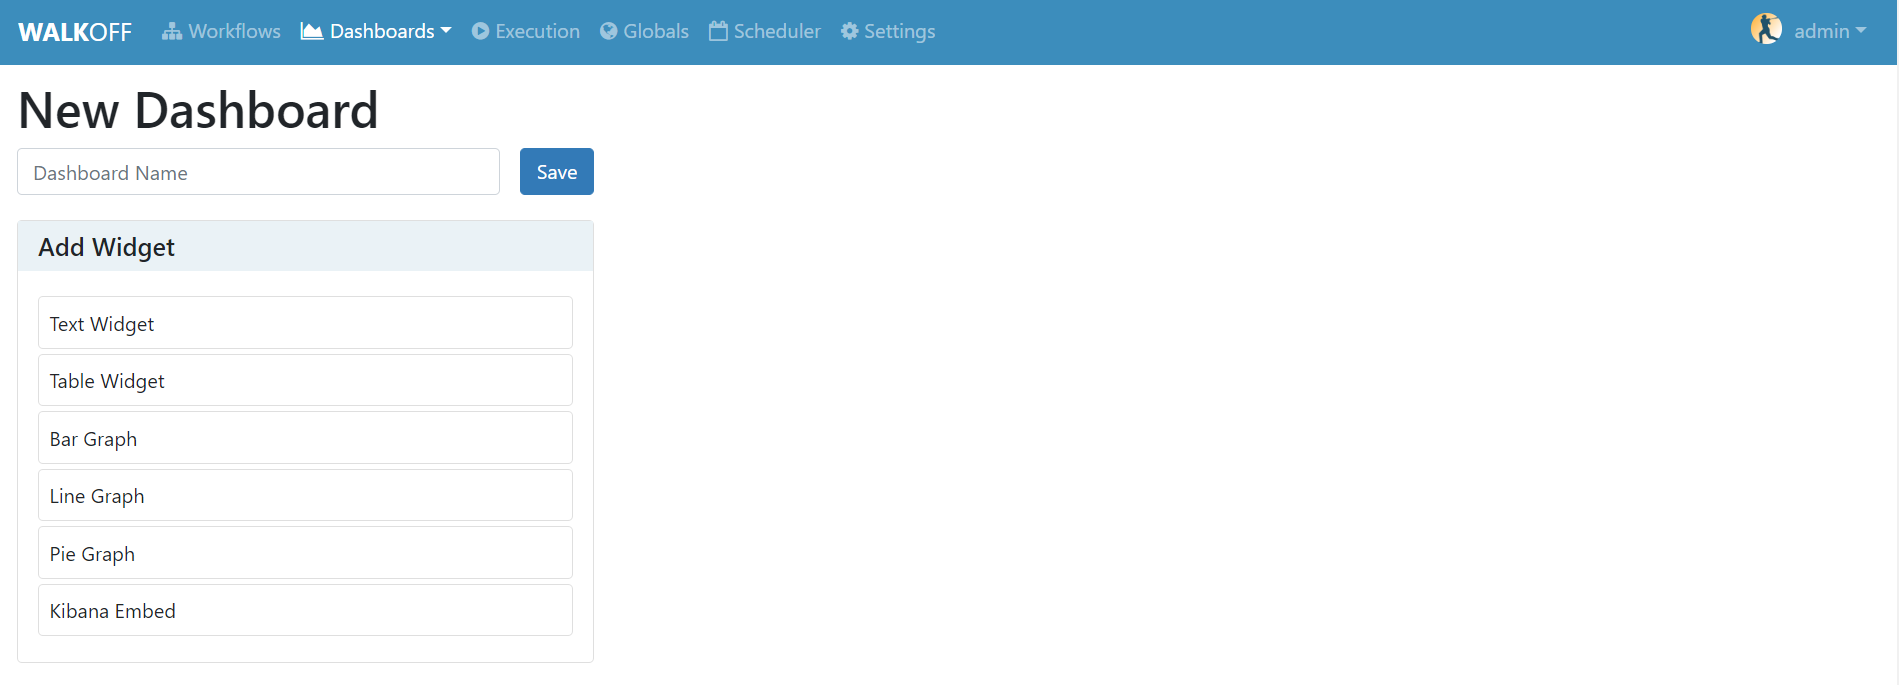 WALKOFF Workflows Dashboards Execution Globals Scheduler Settings admin
New Dashboard
Dashboard Name Save
Add Widget
Text Widget
Table Widget
Bar Graph
Line Graph
Pie Graph
Kibana Embed